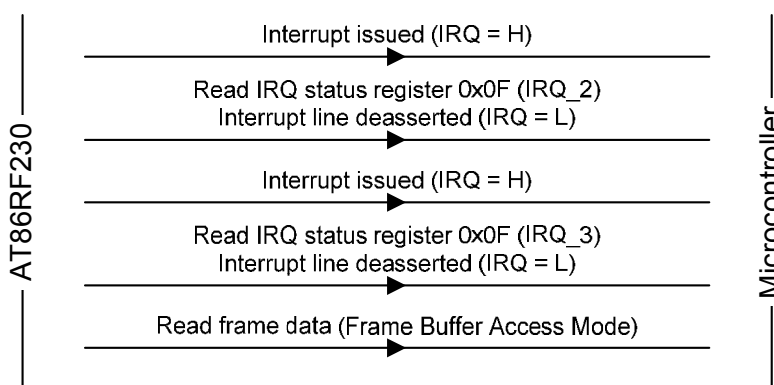 Interrupt issued (IRQ = H)
Read IRQ status register 0x0F (IRQ_2)
Interrupt line deasserted (IRQ = L)
Interrupt issued (IRQ = H)
Read IRQ status register 0x0F (IRQ_3)
Interrupt line deasserted (IRQ = L)
Read frame data (Frame Buffer Access Mode)
AT86RF230
Microcontroller